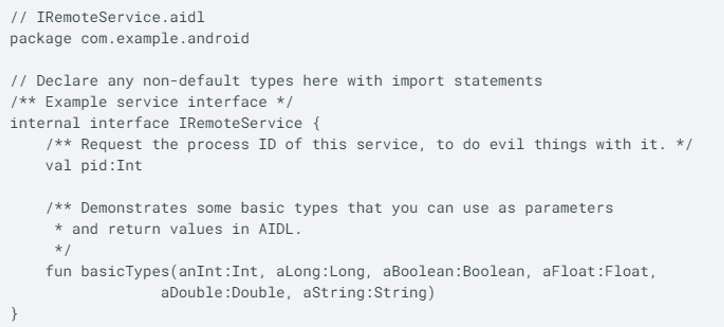 // IRemoteService.aidl
package com.example.android
// Declare any non-default types here with import statements
/** Example service interface */
internal interface IRemoteService {
/** Request the process ID of this service, to do evil things with it. */
val pid:Int
/** Demonstrates some basic types that you can use as parameters
* and return values in AIDL.
*/
fun basicTypes(anInt:Int, aLong:Long, aBoolean:Boolean, aFloat:Float,
aDouble:Double, aString:String)
}